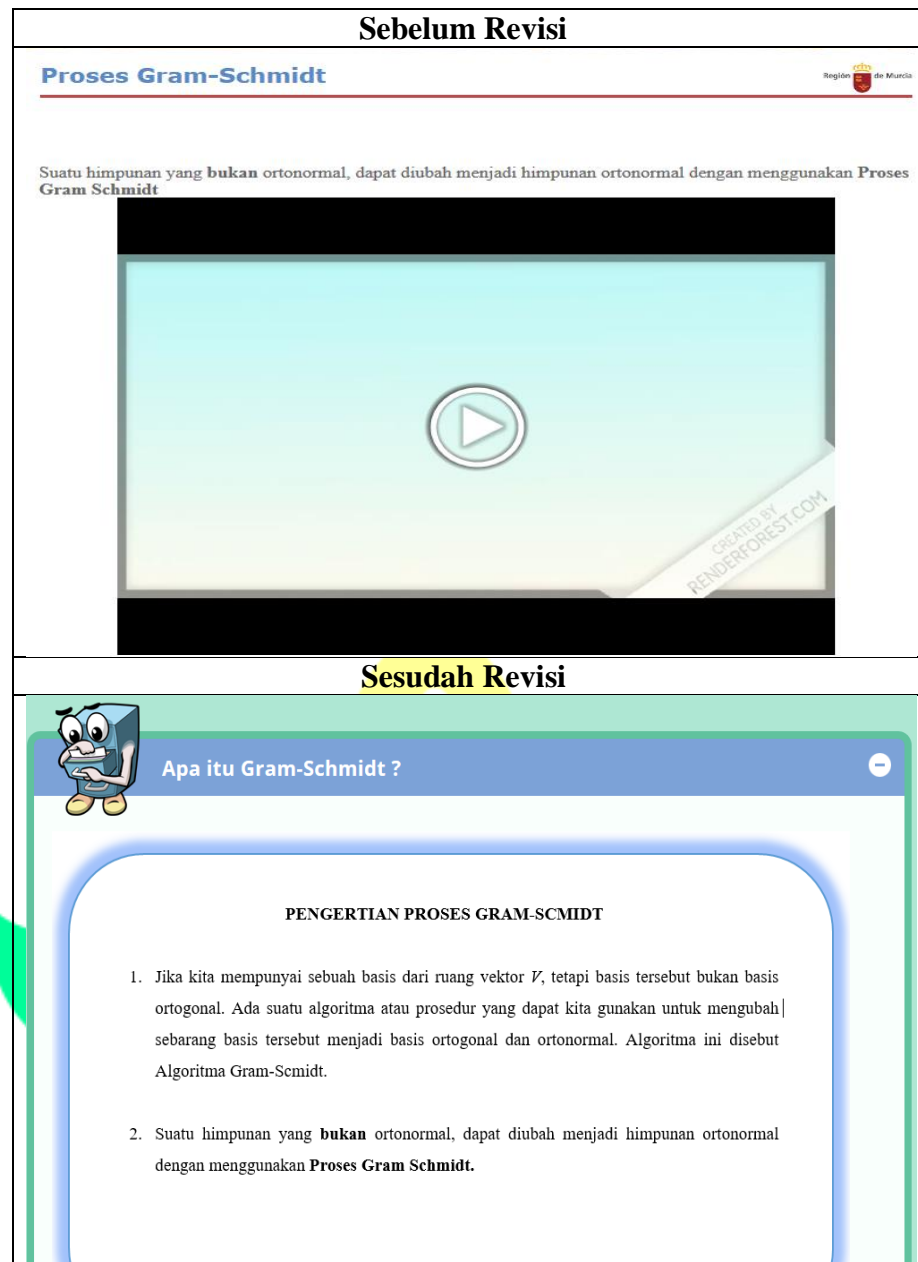 Sebelum Revisi
Proses Gram-Schmidt
Región de Murcia
Suatu himpunan yang bukan ortonormal, dapat diubah menjadi himpunan ortonormal dengan menggunakan Proses
Gram Schmidt
CREATED BY
RENDERFOREST.COM
Sesudah Revisi
Apa itu Gram-Schmidt ?
PENGERTIAN PROSES GRAM-SCMIDT
1. Jika kita mempunyai sebuah basis dari ruang vektor V, tetapi basis tersebut bukan basis
ortogonal. Ada suatu algoritma atau prosedur yang dapat kita gunakan untuk mengubah
sebarang basis tersebut menjadi basis ortogonal dan ortonormal. Algoritma ini disebut
Algoritma Gram-Scmidt.
2. Suatu himpunan yang bukan ortonormal, dapat diubah menjadi himpunan ortonormal
dengan menggunakan Proses Gram Schmidt.